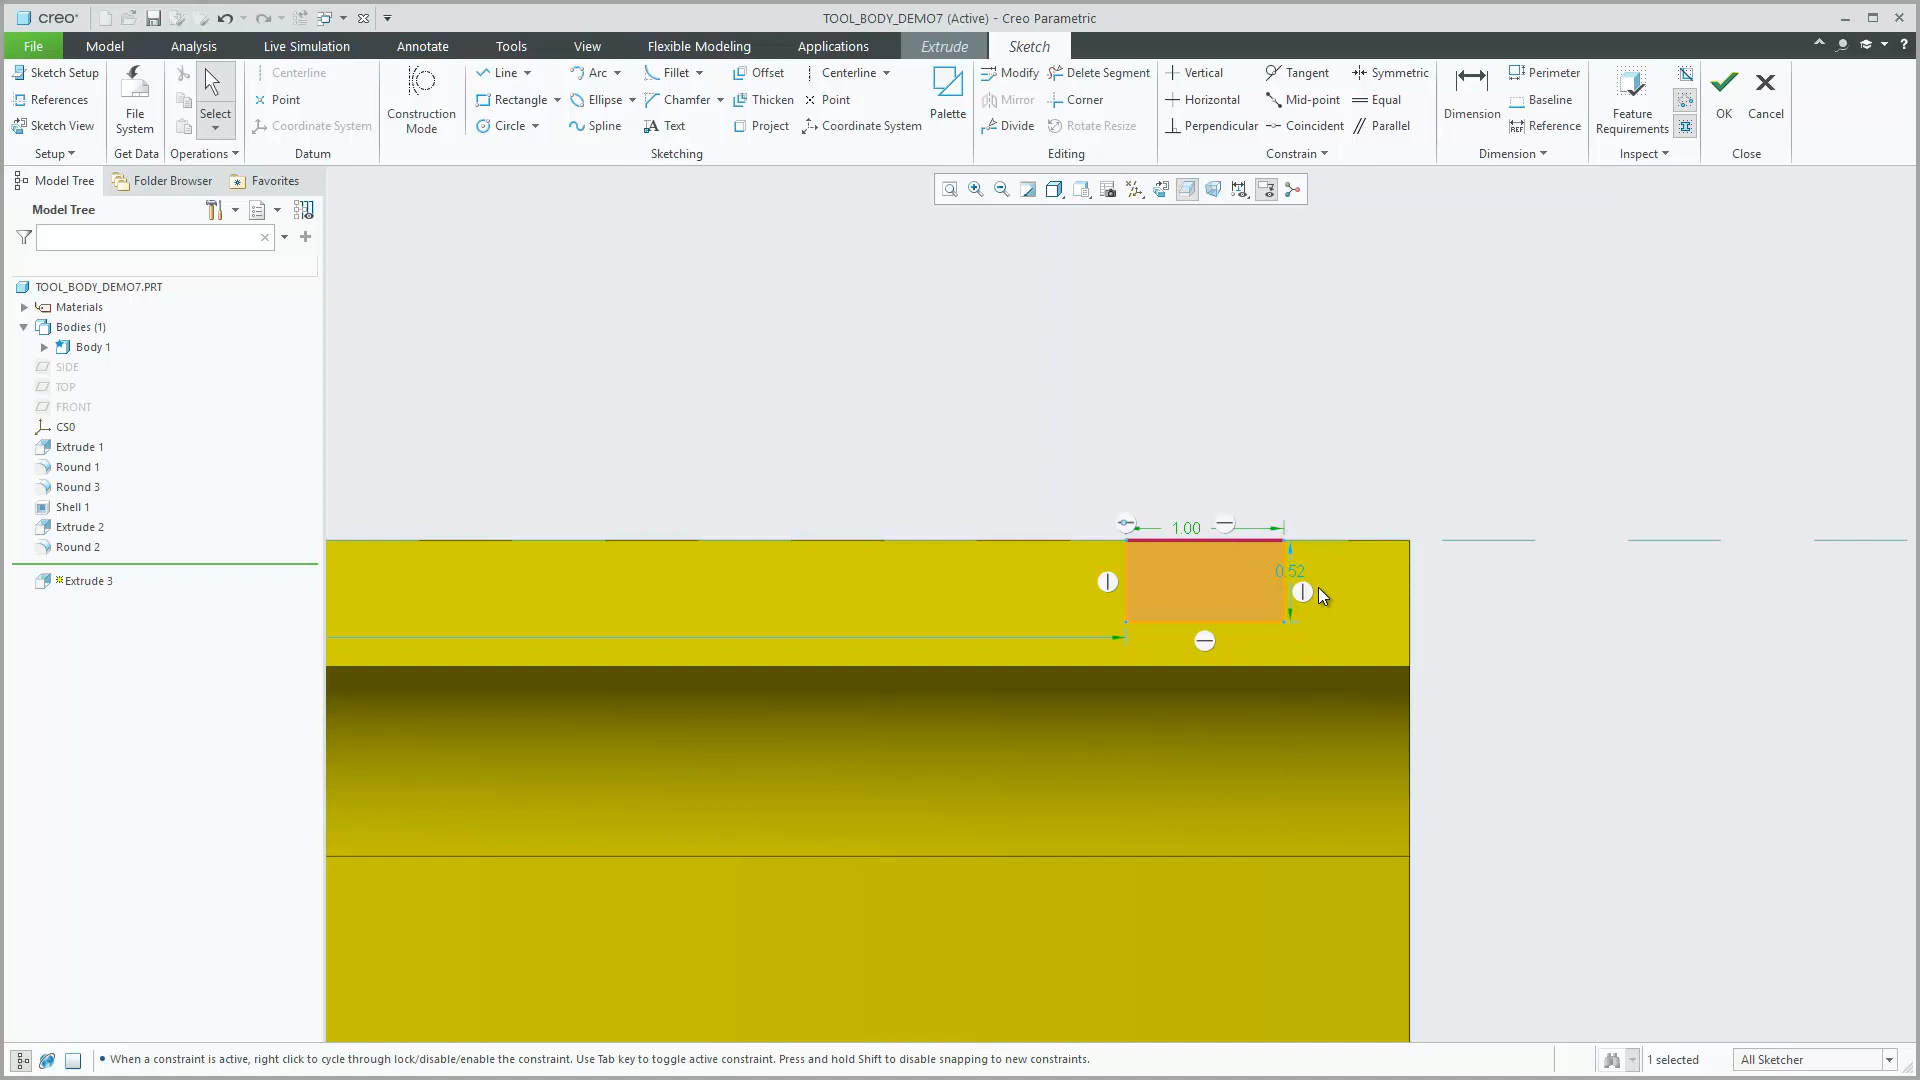 creo
TOOL_BODY_DEMO7 (Active) - Creo Parametric
File Model Analysis Live Simulation Annotate Tools View Flexible Modeling Applications Extrude Sketch
Sketch Setup
References
Sketch View
Setup
File System
Get Data
Select
Operations
Centerline
Point
Coordinate System
Datum
Construction Mode
Line Arc Fillet Offset Centerline
Rectangle Ellipse Chamfer Thicken Point
Circle Spline Text Project Coordinate System
Palette
Sketching
Modify Delete Segment
Mirror Corner
Divide Rotate Resize
Editing
Vertical Tangent Symmetric
Horizontal Mid-point Equal
Perpendicular Coincident Parallel
Constrain
Dimension
Perimeter
Baseline
REF Reference
Dimension
Feature Requirements
Inspect
OK Cancel
Close
Model Tree Folder Browser Favorites
Model Tree
TOOL_BODY_DEMO7.PRT
Materials
Bodies (1)
Body 1
SIDE
TOP
FRONT
CS0
Extrude 1
Round 1
Round 3
Shell 1
Extrude 2
Round 2
Extrude 3
1.00
0.52
When a constraint is active, right click to cycle through lock/disable/enable the constraint. Use Tab key to toggle active constraint. Press and hold Shift to disable snapping to new constraints.
1 selected
All Sketcher